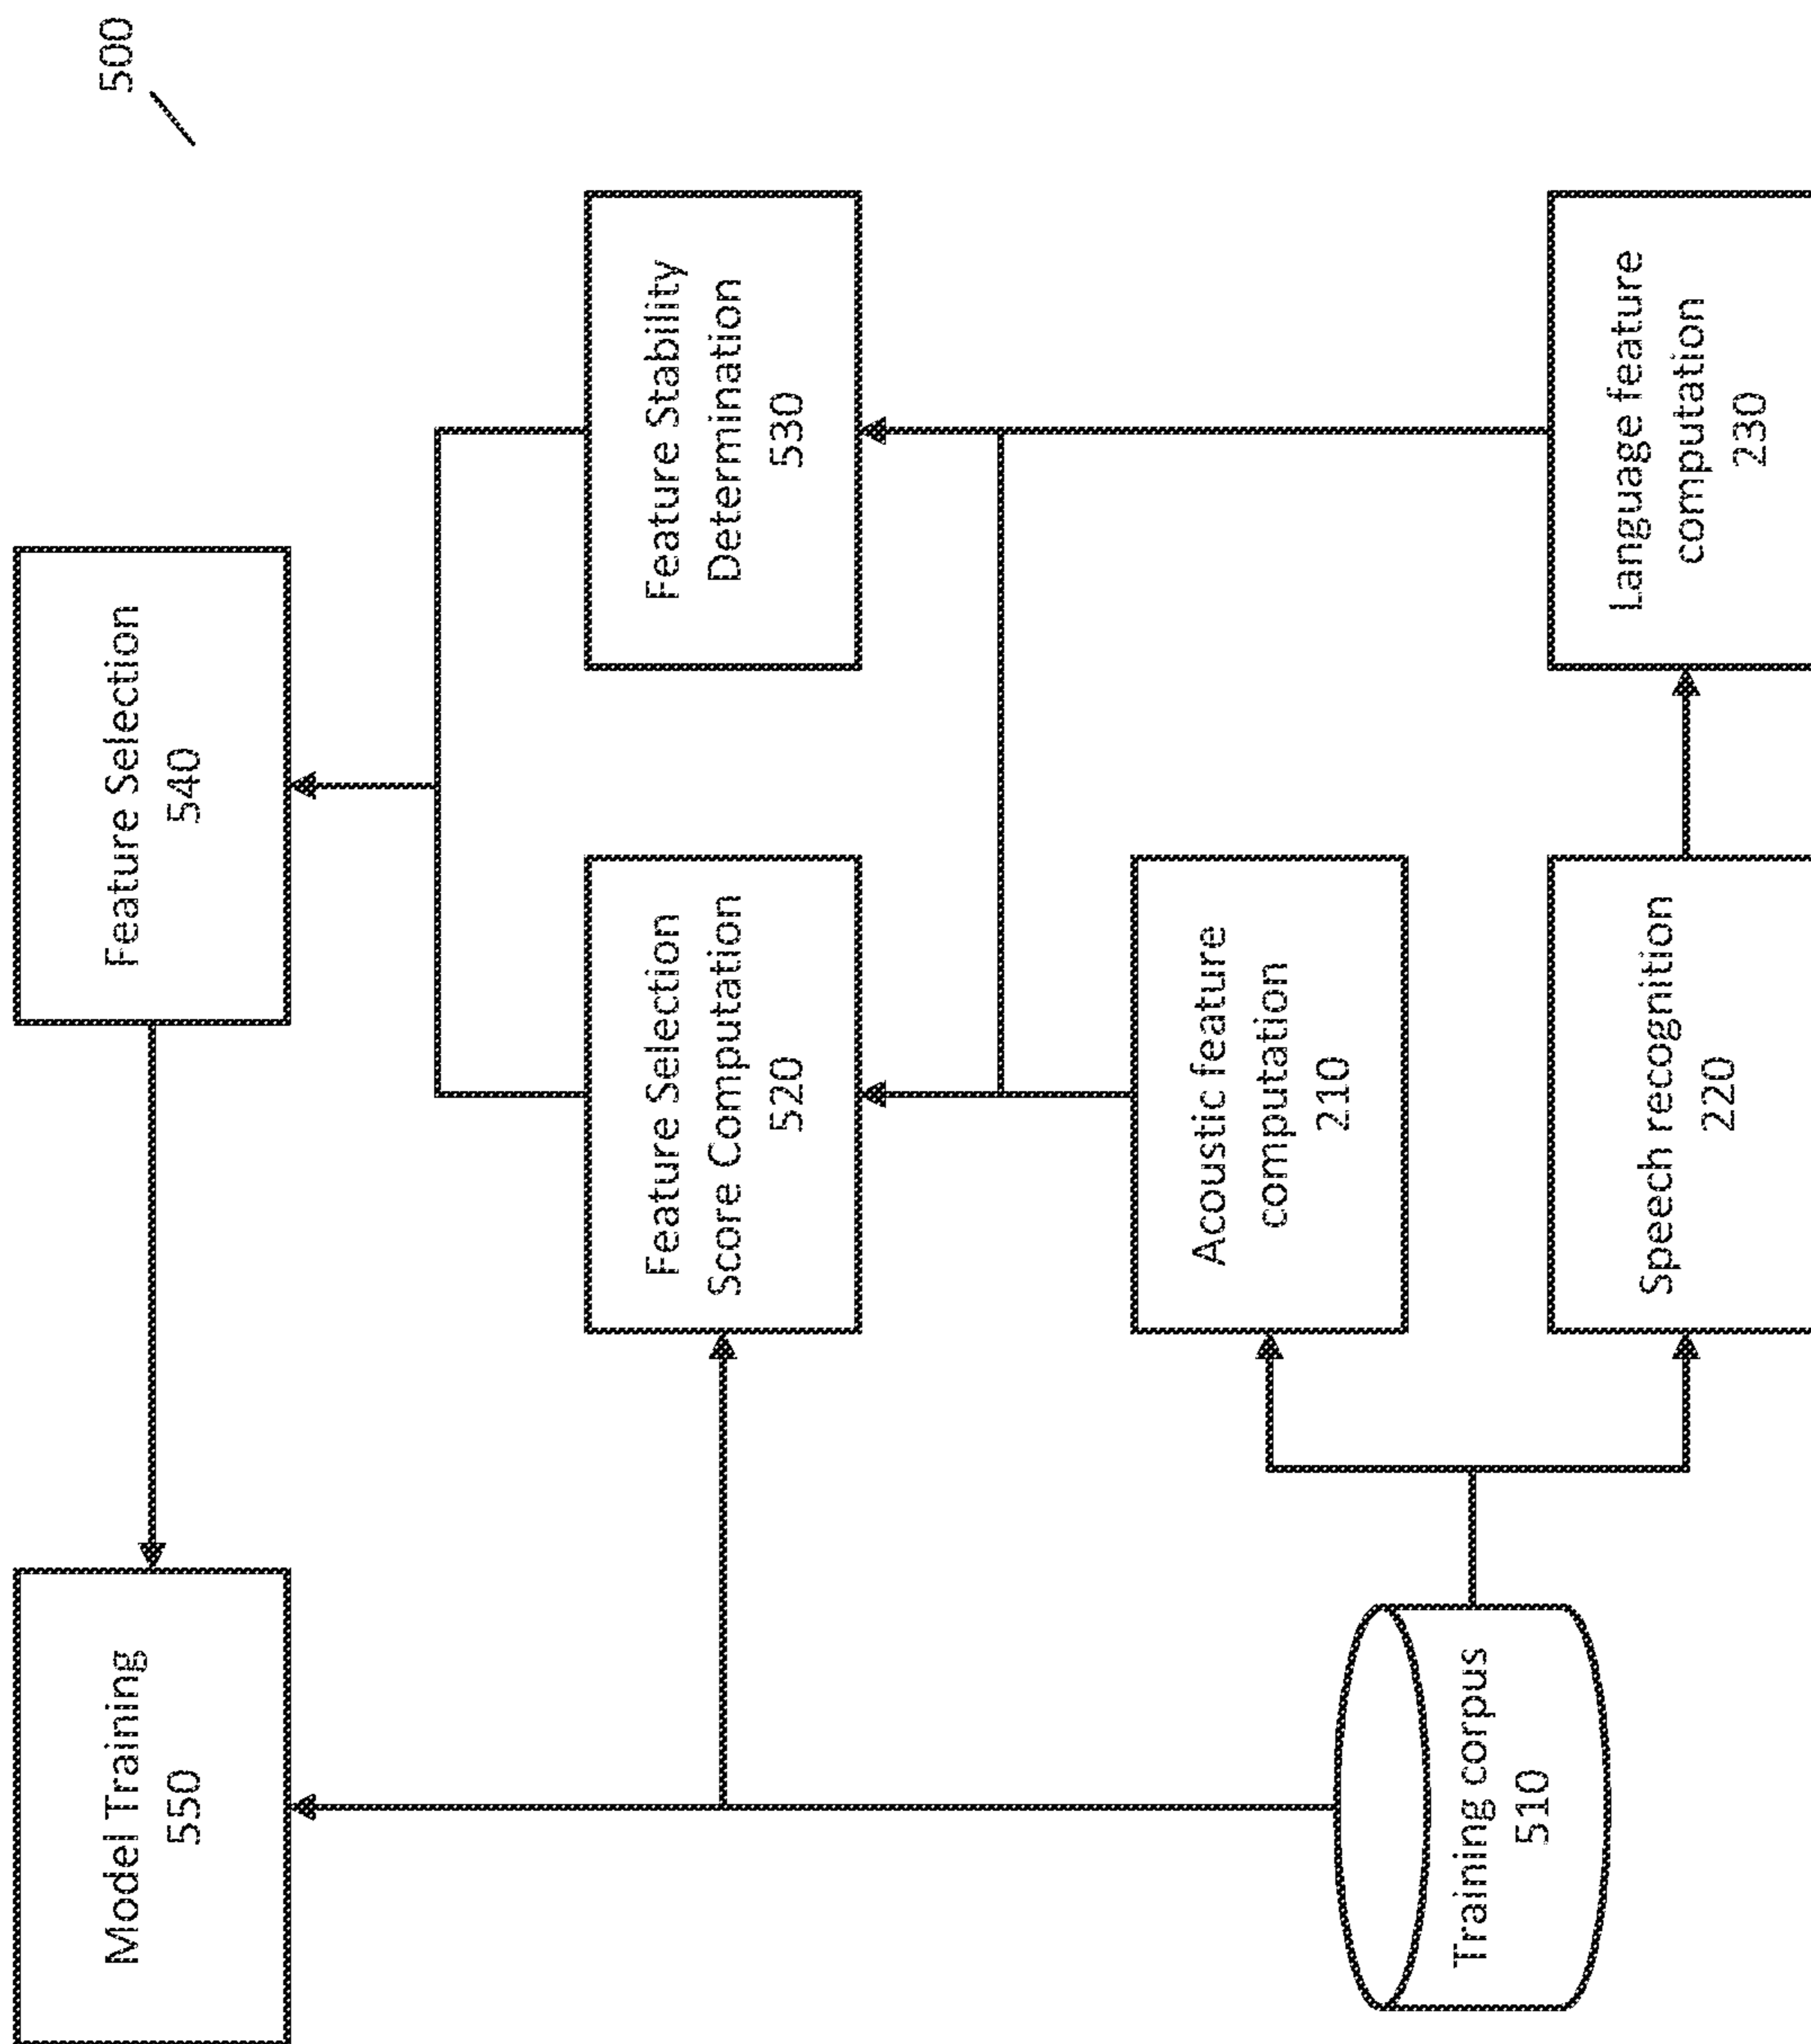 500
Model Training
550
Feature Selection
540
Feature Selection
Score Computation
520
Feature Stability
Determination
530
Acoustic feature
computation
210
Training corpus
510
Speech recognition
220
Language feature
computation
230